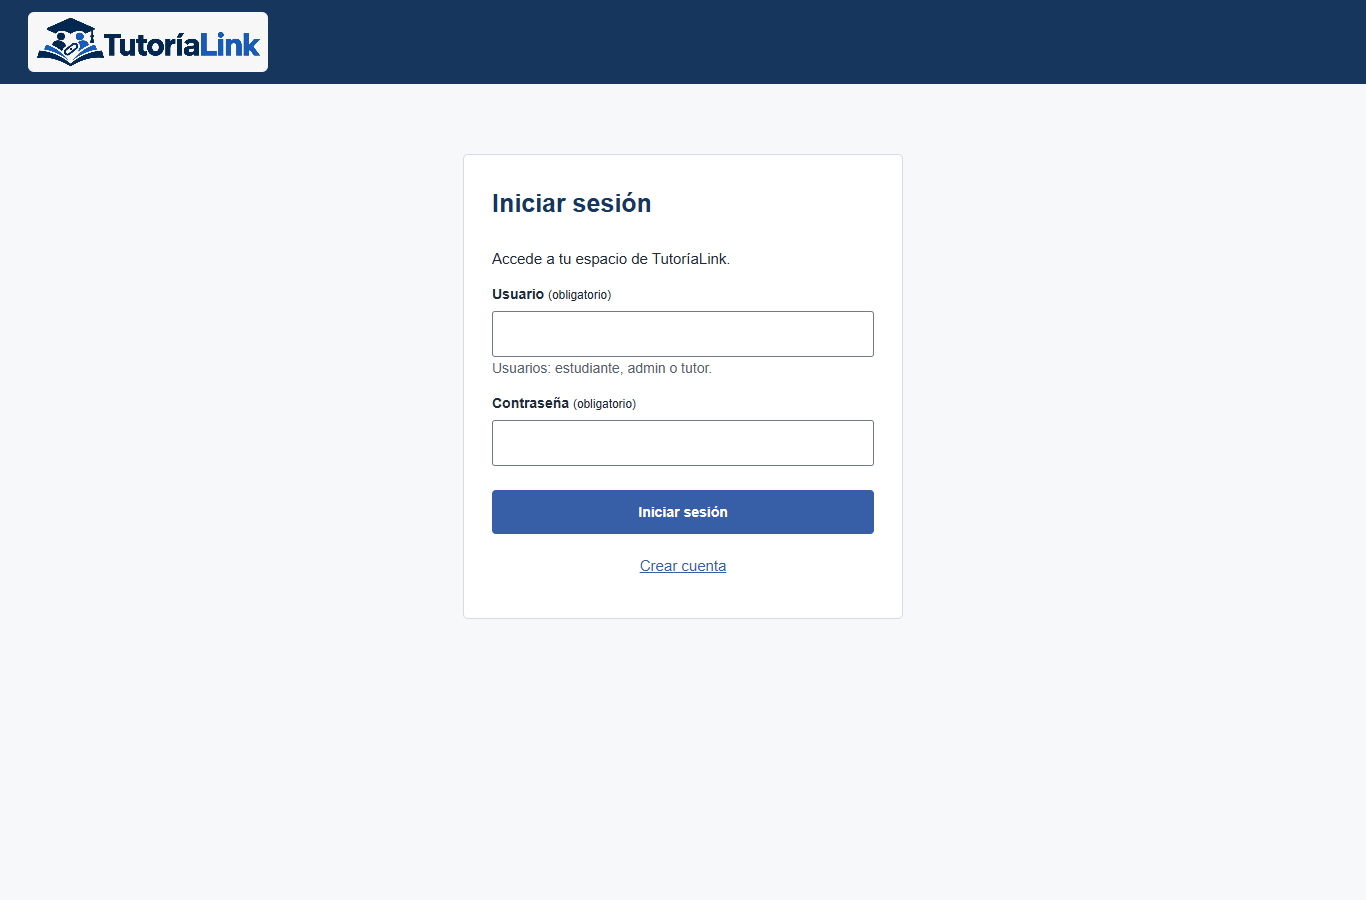 TutoríaLink
Iniciar sesión
Accede a tu espacio de TutoríaLink.
Usuario (obligatorio)
Usuarios: estudiante, admin o tutor.
Contraseña (obligatorio)
Iniciar sesión
Crear cuenta